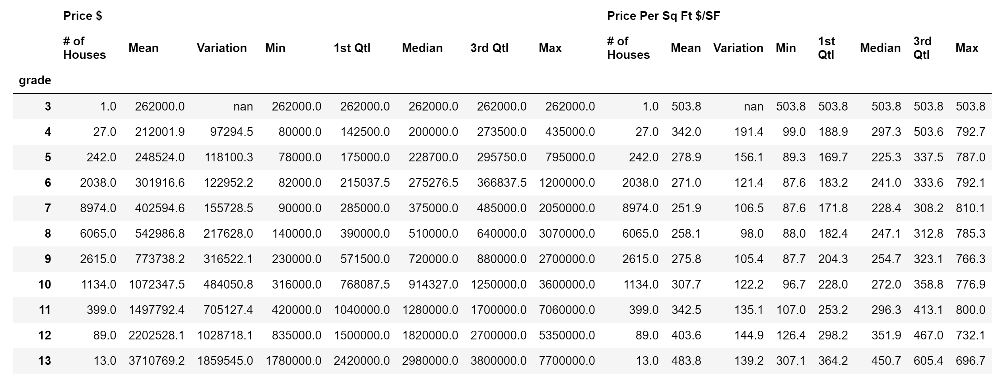 Price $ Price Per Sq Ft $/SF
# of Houses Mean Variation Min 1st Qtl Median 3rd Qtl Max # of Houses Mean Variation Min 1st Qtl Median 3rd Qtl Max
grade
3 1.0 262000.0 nan 262000.0 262000.0 262000.0 262000.0 262000.0 1.0 503.8 nan 503.8 503.8 503.8 503.8 503.8
4 27.0 212001.9 97294.5 80000.0 142500.0 200000.0 273500.0 435000.0 27.0 342.0 191.4 99.0 188.9 297.3 503.6 792.7
5 242.0 248524.0 118100.3 78000.0 175000.0 228700.0 295750.0 795000.0 242.0 278.9 156.1 89.3 169.7 225.3 337.5 787.0
6 2038.0 301916.6 122952.2 82000.0 215037.5 275276.5 366837.5 1200000.0 2038.0 271.0 121.4 87.6 183.2 241.0 333.6 792.1
7 8974.0 402594.6 155728.5 90000.0 285000.0 375000.0 485000.0 2050000.0 8974.0 251.9 106.5 87.6 171.8 228.4 308.2 810.1
8 6065.0 542986.8 217628.0 140000.0 390000.0 510000.0 640000.0 3070000.0 6065.0 258.1 98.0 88.0 182.4 247.1 312.8 785.3
9 2615.0 773738.2 316522.1 230000.0 571500.0 720000.0 880000.0 2700000.0 2615.0 275.8 105.4 87.7 204.3 254.7 323.1 766.3
10 1134.0 1072347.5 484050.8 316000.0 768087.5 914327.0 1250000.0 3600000.0 1134.0 307.7 122.2 96.7 228.0 272.0 358.8 776.9
11 399.0 1497792.4 705127.4 420000.0 1040000.0 1280000.0 1700000.0 7060000.0 399.0 342.5 135.1 107.0 253.2 296.3 413.1 800.0
12 89.0 2202528.1 1028718.1 835000.0 1500000.0 1820000.0 2700000.0 5350000.0 89.0 403.6 144.9 126.4 298.2 351.9 467.0 732.1
13 13.0 3710769.2 1859545.0 1780000.0 2420000.0 2980000.0 3800000.0 7700000.0 13.0 483.8 139.2 307.1 364.2 450.7 605.4 696.7